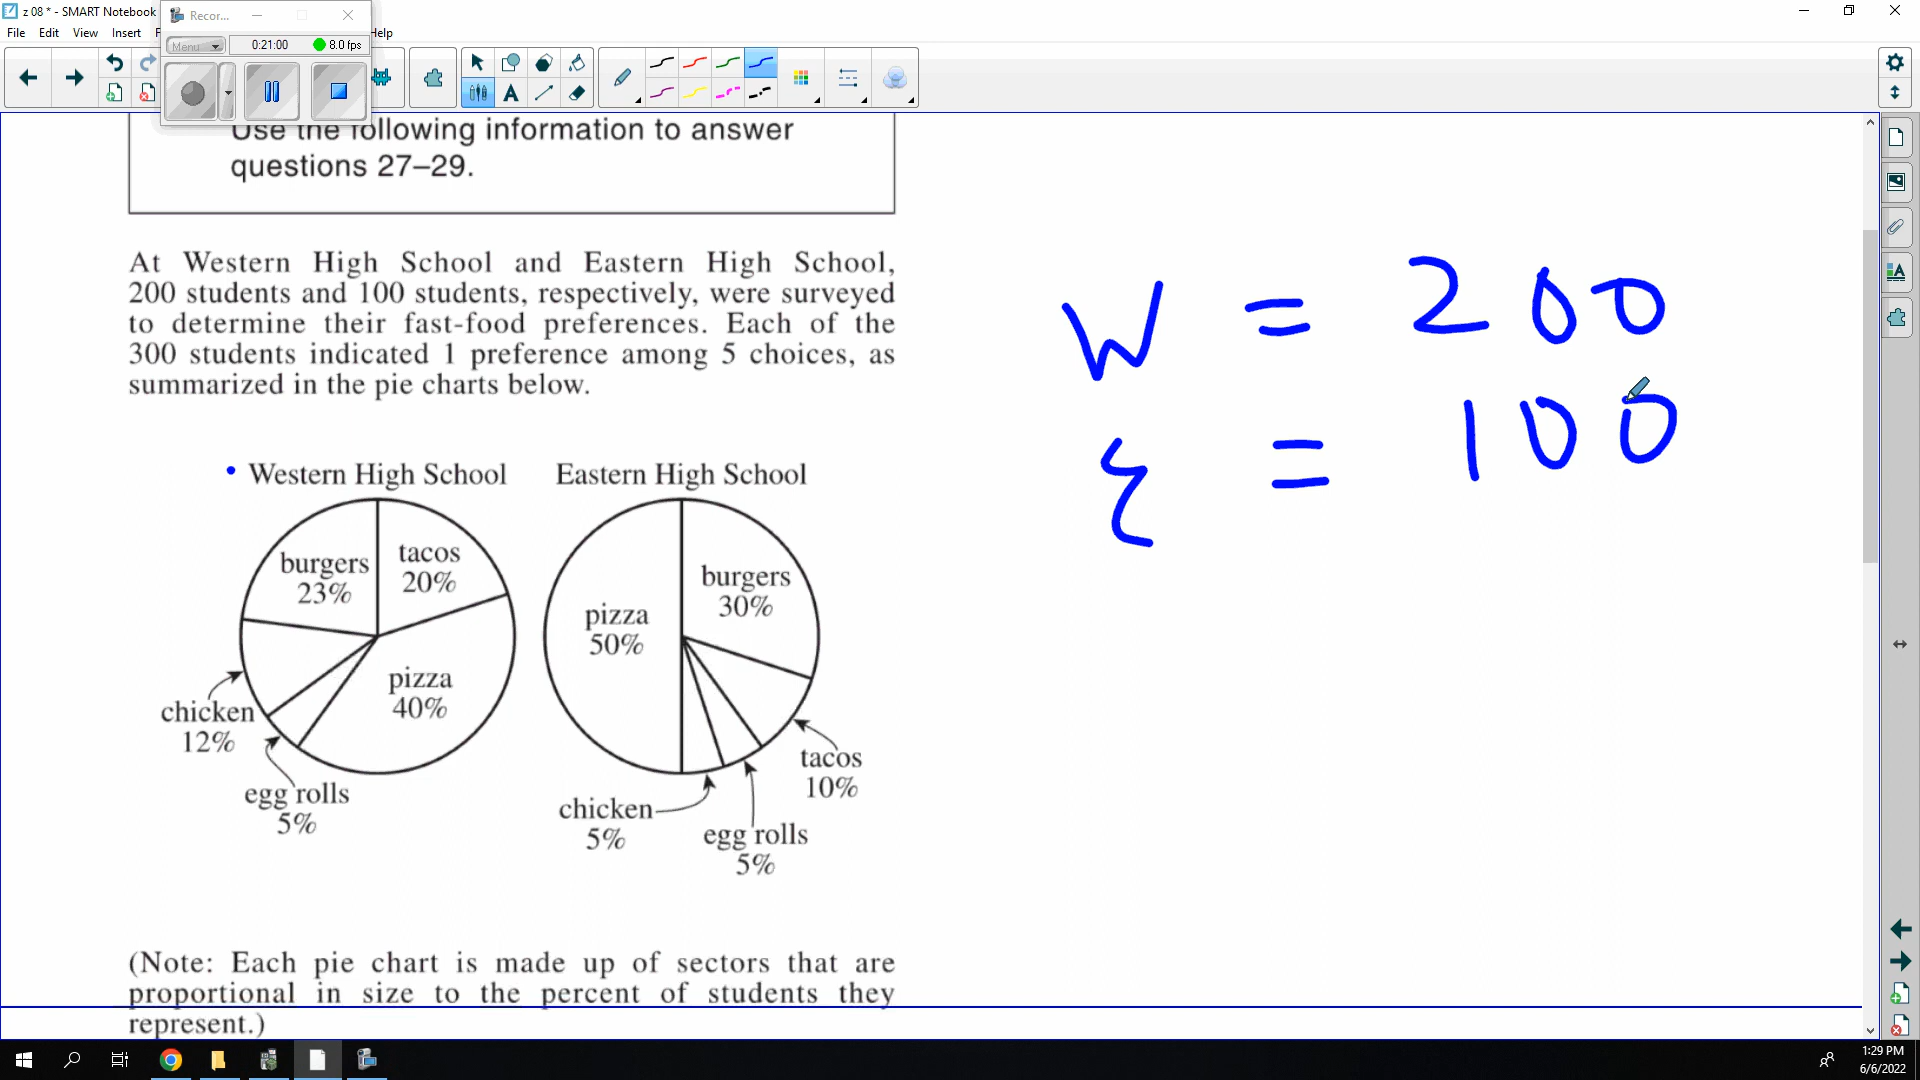 z 08 * - SMART Notebook
Recor...
File Edit View Insert F
elp
Menu
0:21:00
8.0 fps
Use the following information to answer
questions 27–29.
At Western High School and Eastern High School,
200 students and 100 students, respectively, were surveyed
to determine their fast-food preferences. Each of the
300 students indicated 1 preference among 5 choices, as
summarized in the pie charts below.
W = 200
E = 100
Western High School
burgers
23%
tacos
20%
pizza
40%
chicken
12%
egg rolls
5%
Eastern High School
pizza
50%
burgers
30%
tacos
10%
chicken
5%
egg rolls
5%
(Note: Each pie chart is made up of sectors that are
proportional in size to the percent of students they
represent.)
1:29 PM
6/6/2022